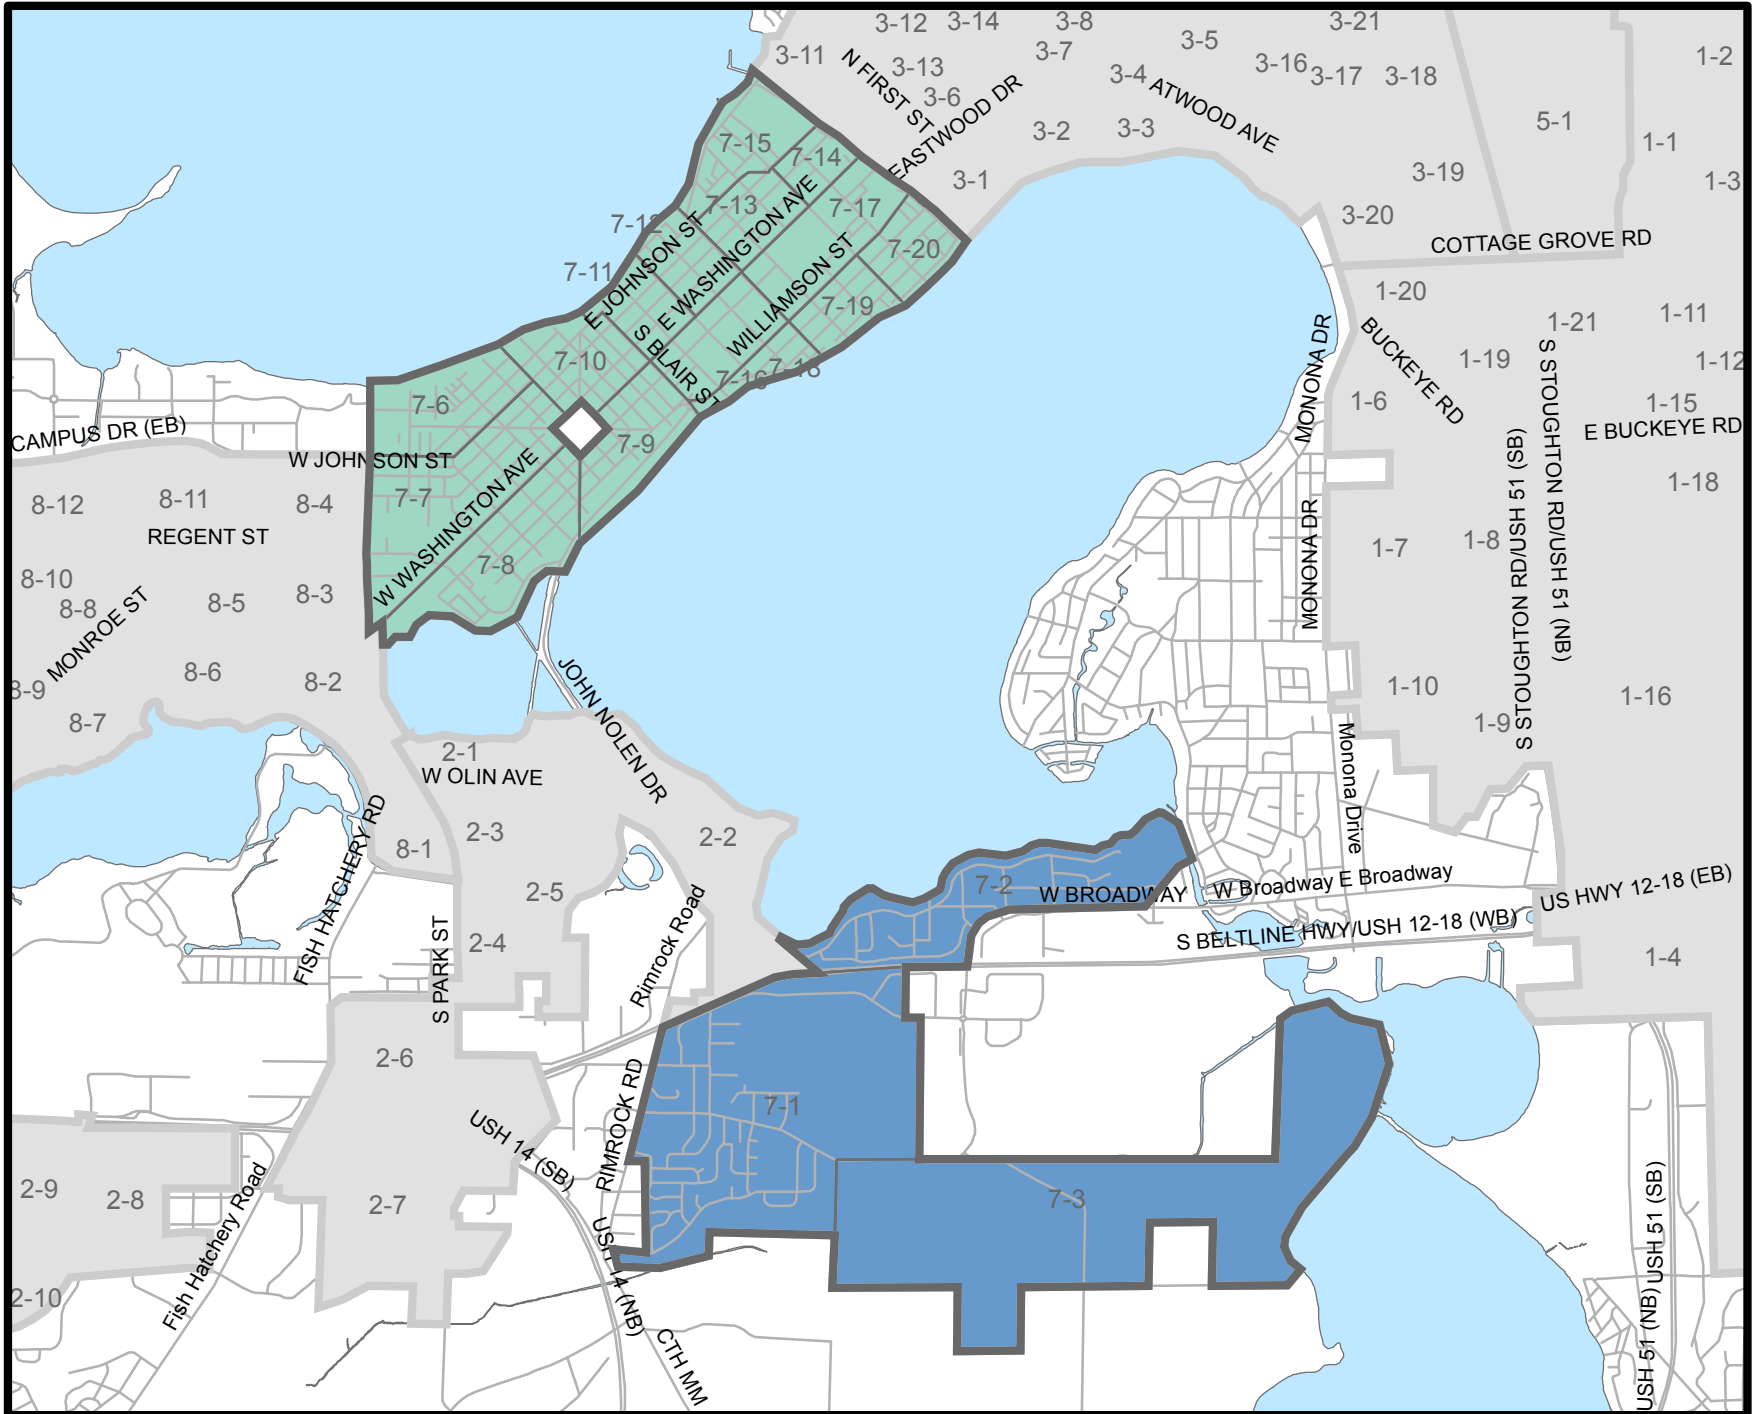 3-12
3-14
3-8
3-21
3-11
3-7
3-5
1-2
N FIRST ST
3-13
3-4
3-16
3-17
3-18
3-6
EASTWOOD DR
ATWOOD AVE
3-2
3-3
5-1
1-1
7-15
7-14
3-1
3-19
1-3
7-13
7-17
3-20
7-12
E JOHNSON ST
E WASHINGTON AVE
7-20
COTTAGE GROVE RD
7-11
WILLIAMSON ST
1-20
7-19
1-21
1-11
S BLAIR ST
MONONA DR
BUCKEYE RD
7-10
7-16
7-18
1-19
1-12
7-6
1-6
1-15
CAMPUS DR (EB)
7-9
E BUCKEYE RD
W JOHNSON ST
S STOUGHTON RD/USH 51 (SB)
S STOUGHTON RD/USH 51 (NB)
8-12
8-11
8-4
7-7
W WASHINGTON AVE
1-18
REGENT ST
MONONA DR
1-7
1-8
8-10
7-8
8-8
8-5
8-3
MONROE ST
8-9
8-6
8-2
JOHN NOLEN DR
1-10
1-16
8-7
1-9
2-1
Monona Drive
W OLIN AVE
2-3
2-2
8-1
FISH HATCHERY RD
2-5
7-2
W BROADWAY
W Broadway
E Broadway
US HWY 12-18 (EB)
2-4
Rimrock Road
S BELTLINE HWY/USH 12-18 (WB)
1-4
S PARK ST
2-6
RIMROCK RD
7-1
USH 14 (SB)
2-9
2-8
2-7
7-3
Fish Hatchery Road
USH 14 (NB)
USH 51 (SB)
USH 51 (NB)
2-10
CTH MM